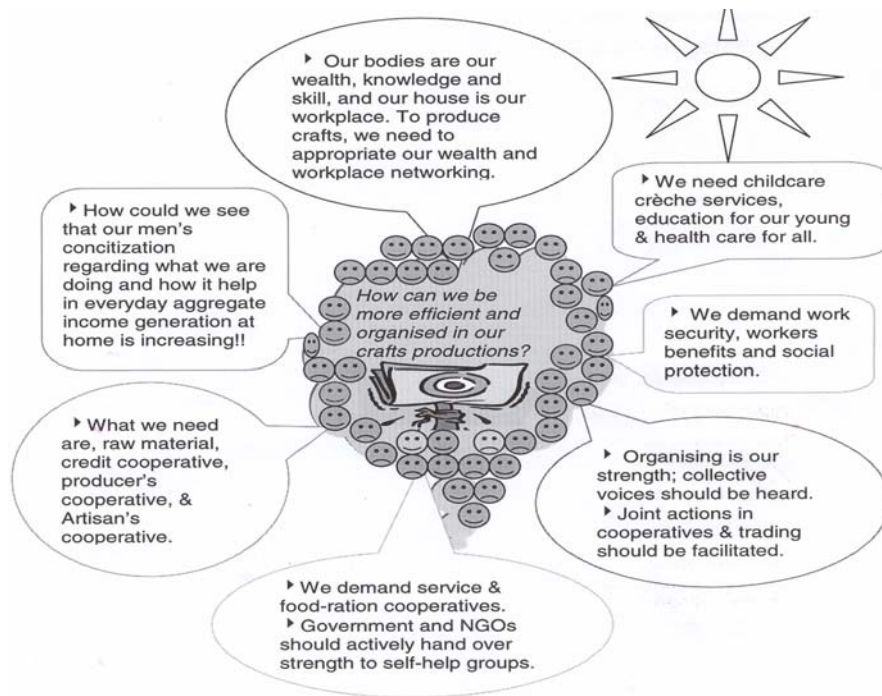 ‣ Our bodies are our
wealth, knowledge and
skill, and our house is our
workplace. To produce
crafts, we need to
appropriate our wealth and
workplace networking.
‣ We need childcare
crèche services,
education for our young
& health care for all.
‣ How could we see
that our men's
concitization
regarding what we are
doing and how it help
in everyday aggregate
income generation at
home is increasing!!
How can we be
more efficient and
organised in our
crafts productions?
‣ We demand work
security, workers
benefits and social
protection.
‣ What we need
are, raw material,
credit cooperative,
producer's
cooperative, &
Artisan's
cooperative.
‣ Organising is our
strength; collective
voices should be heard.
‣ Joint actions in
cooperatives & trading
should be facilitated.
‣ We demand service &
food-ration cooperatives.
‣ Government and NGOs
should actively hand over
strength to self-help groups.